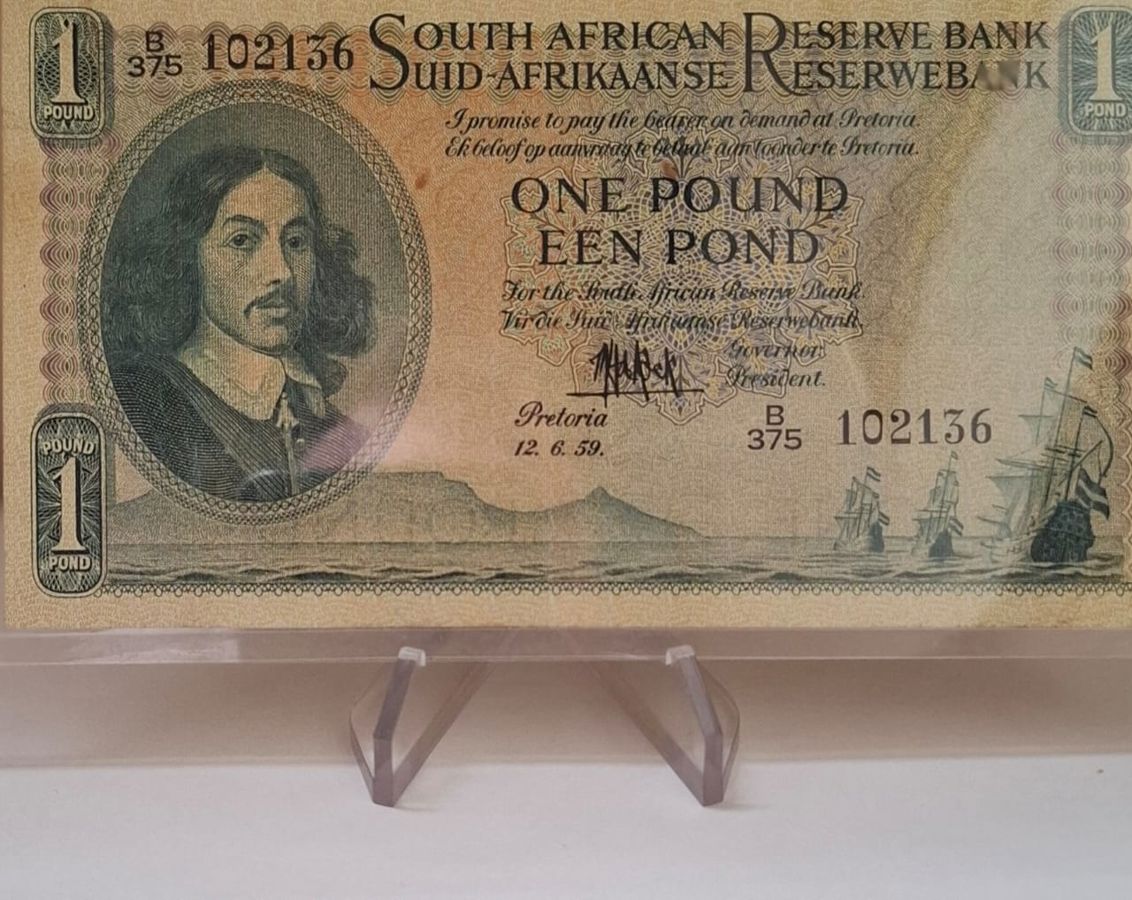 1
POUND
B
375 102136
SOUTH AFRICAN RESERVE BANK
SUID-AFRIKAANSE RESERWEBANK
1
POND
I promise to pay the bearer on demand at Pretoria.
Ek beloof op aanvraag te betaal aan toonder te Pretoria.
ONE POUND
EEN POND
For the South African Reserve Bank.
Vir die Suid-Afrikaanse Reserwebank.
Governor.
President.
Pretoria
12. 6. 59.
B
375 102136
POUND
1
POND